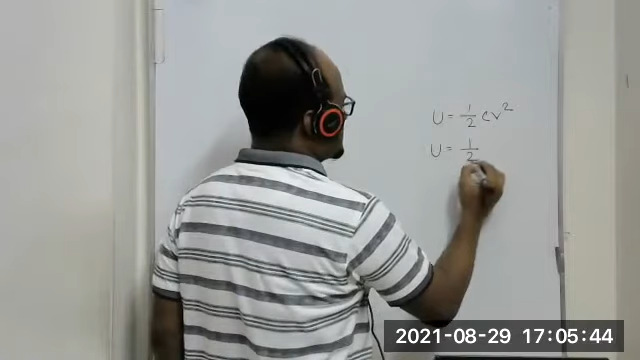 U = 1/2 cv²
U = 1/2
2021-08-29 17:05:44